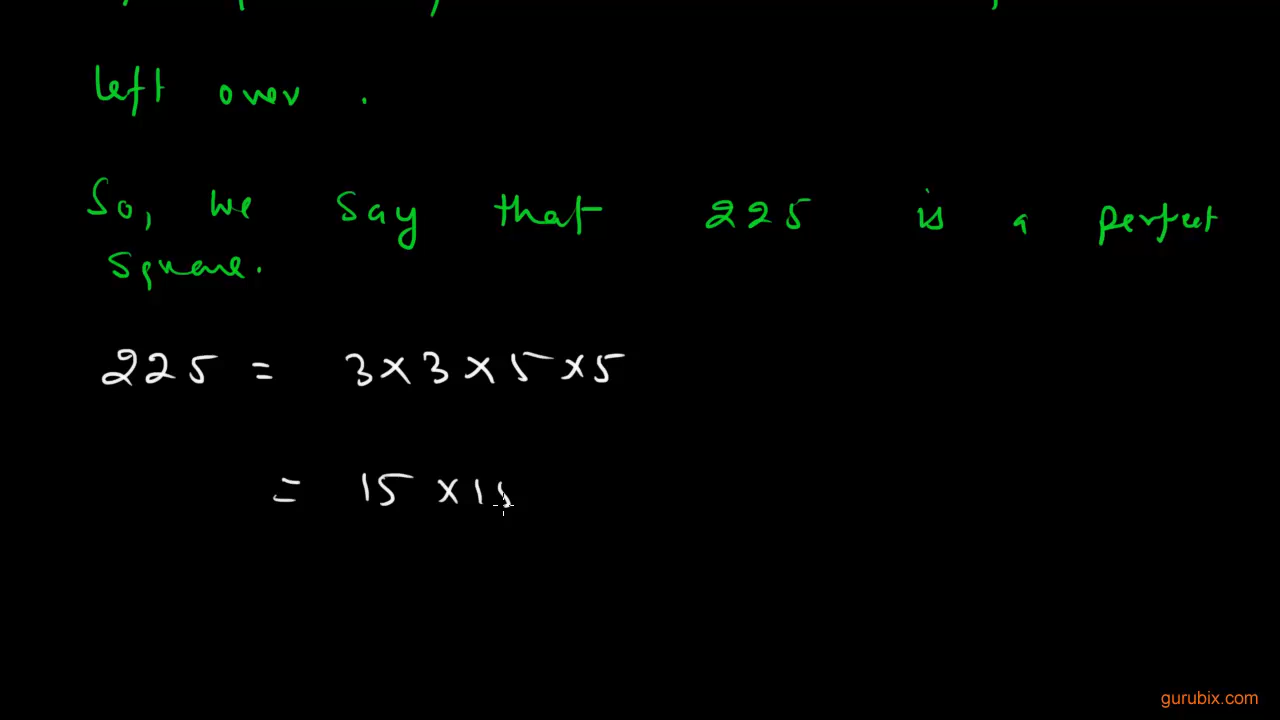 left over .
So, we say that 225 is a perfect
square.
225 = 3 x 3 x 5 x 5
= 15 x 1
gurubix.com